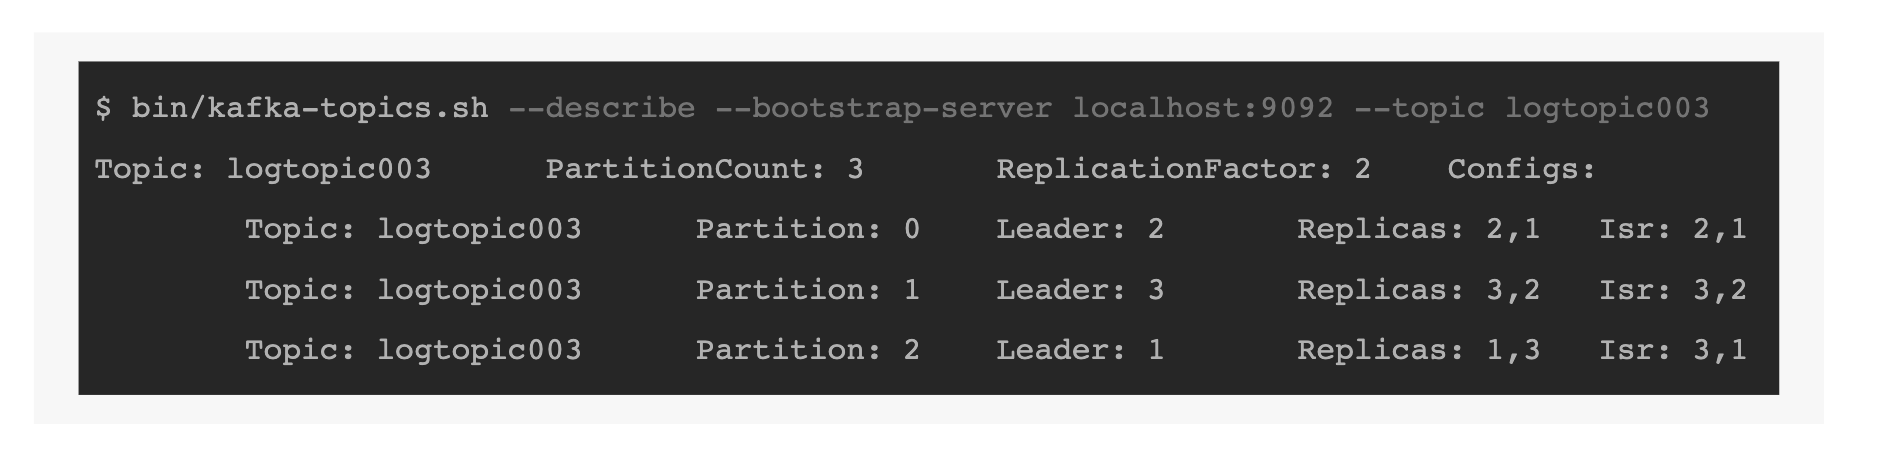 $ bin/kafka-topics.sh --describe --bootstrap-server localhost:9092 --topic logtopic003
Topic: logtopic003 PartitionCount: 3 ReplicationFactor: 2 Configs:
Topic: logtopic003 Partition: 0 Leader: 2 Replicas: 2,1 Isr: 2,1
Topic: logtopic003 Partition: 1 Leader: 3 Replicas: 3,2 Isr: 3,2
Topic: logtopic003 Partition: 2 Leader: 1 Replicas: 1,3 Isr: 3,1